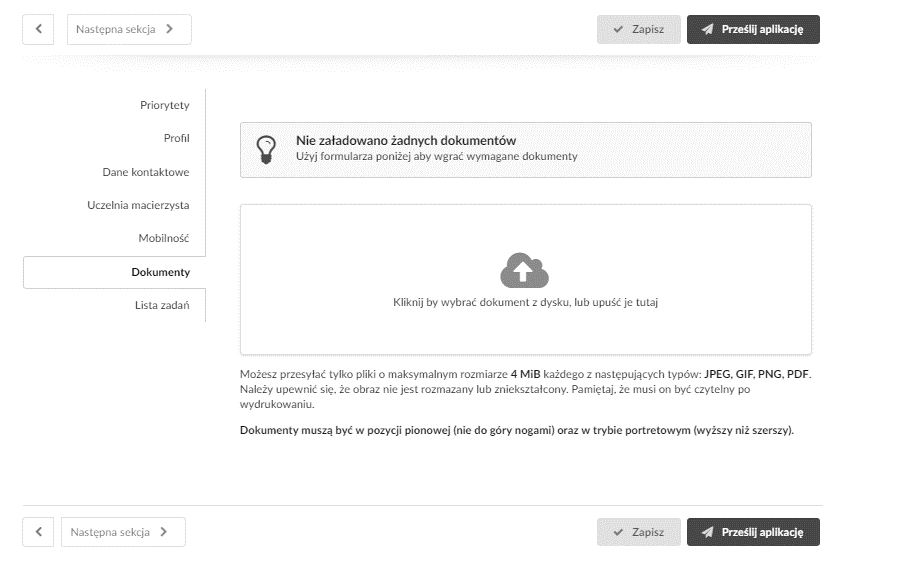 Następna sekcja
Zapisz
Prześlij aplikację
Priorytety
Profil
Dane kontaktowe
Uczelnia macierzysta
Mobilność
Dokumenty
Lista zadań
Nie załadowano żadnych dokumentów
Użyj formularza poniżej aby wgrać wymagane dokumenty
Kliknij by wybrać dokument z dysku, lub upuść je tutaj
Możesz przesyłać tylko pliki o maksymalnym rozmiarze 4 MiB każdego z następujących typów: JPEG, GIF, PNG, PDF.
Należy upewnić się, że obraz nie jest rozmazany lub zniekształcony. Pamiętaj, że musi on być czytelny po
wydrukowaniu.
Dokumenty muszą być w pozycji pionowej (nie do góry nogami) oraz w trybie portretowym (wyższy niż szerszy).
Następna sekcja
Zapisz
Prześlij aplikację